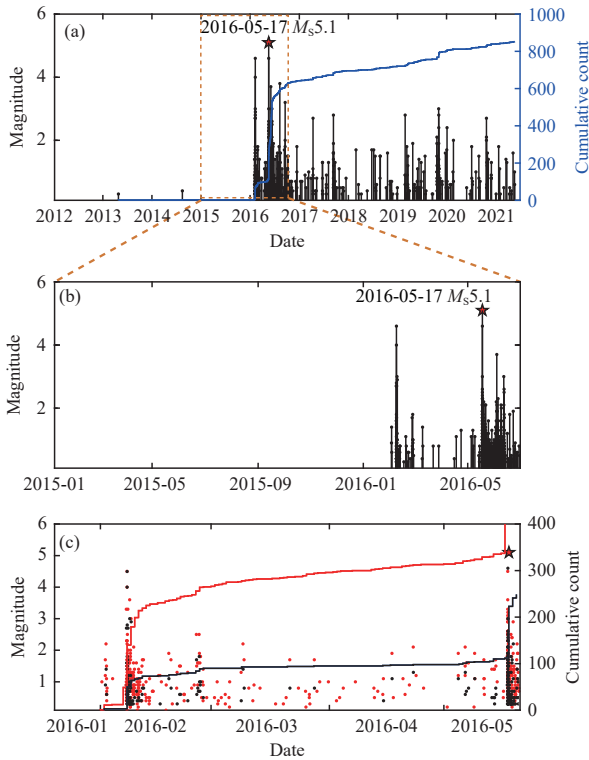 (a)
2016-05-17 MS5.1
Magnitude
6
4
2
1000
800
600
400
200
0
Cumulative count
2012 2013 2014 2015 2016 2017 2018 2019 2020 2021
Date
(b)
2016-05-17 MS5.1
Magnitude
6
4
2
2015-01 2015-05 2015-09 2016-01 2016-05
(c)
Magnitude
6
5
4
3
2
1
400
300
200
100
0
Cumulative count
2016-01 2016-02 2016-03 2016-04 2016-05
Date